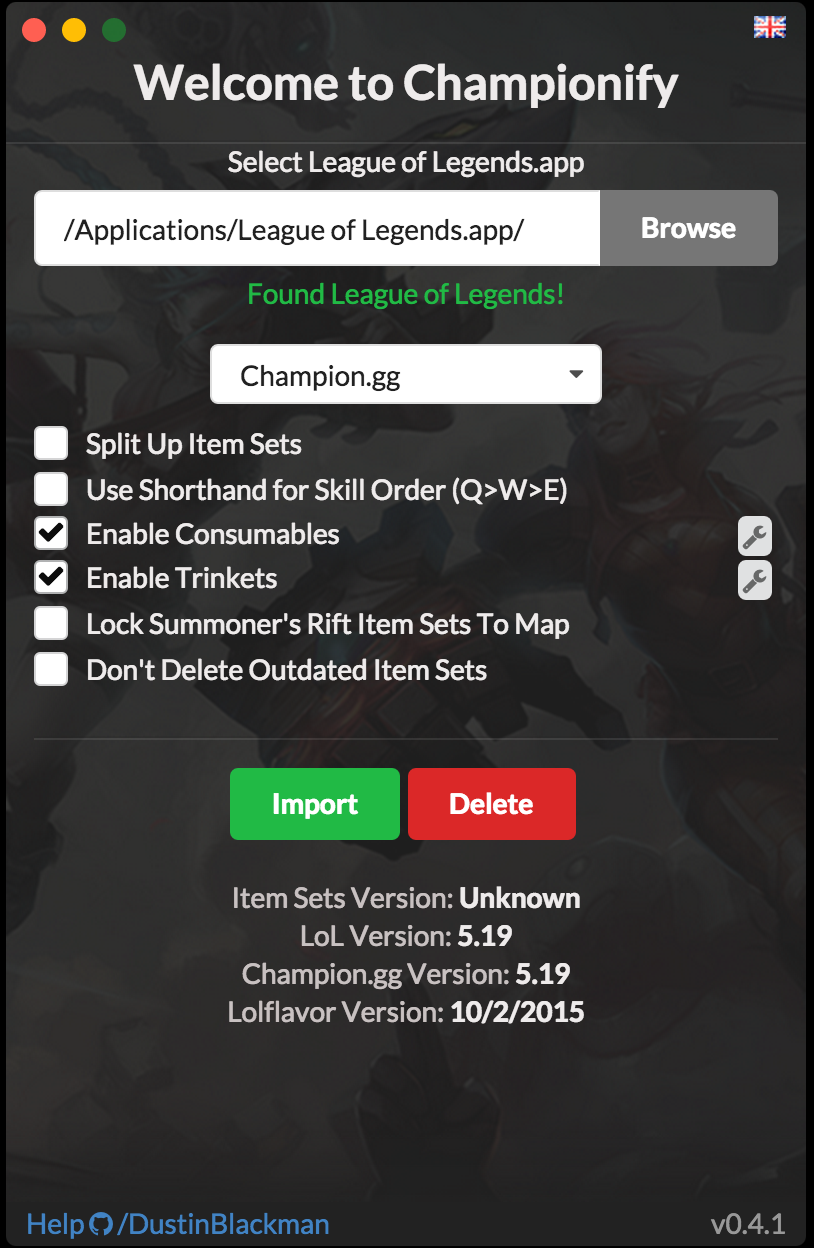 Welcome to Championify
Select League of Legends.app
/Applications/League of Legends.app/
Browse
Found League of Legends!
Champion.gg
Split Up Item Sets
Use Shorthand for Skill Order (Q>W>E)
Enable Consumables
Enable Trinkets
Lock Summoner's Rift Item Sets To Map
Don't Delete Outdated Item Sets
Import
Delete
Item Sets Version: Unknown
LoL Version: 5.19
Champion.gg Version: 5.19
Lolflavor Version: 10/2/2015
Help /DustinBlackman
v0.4.1